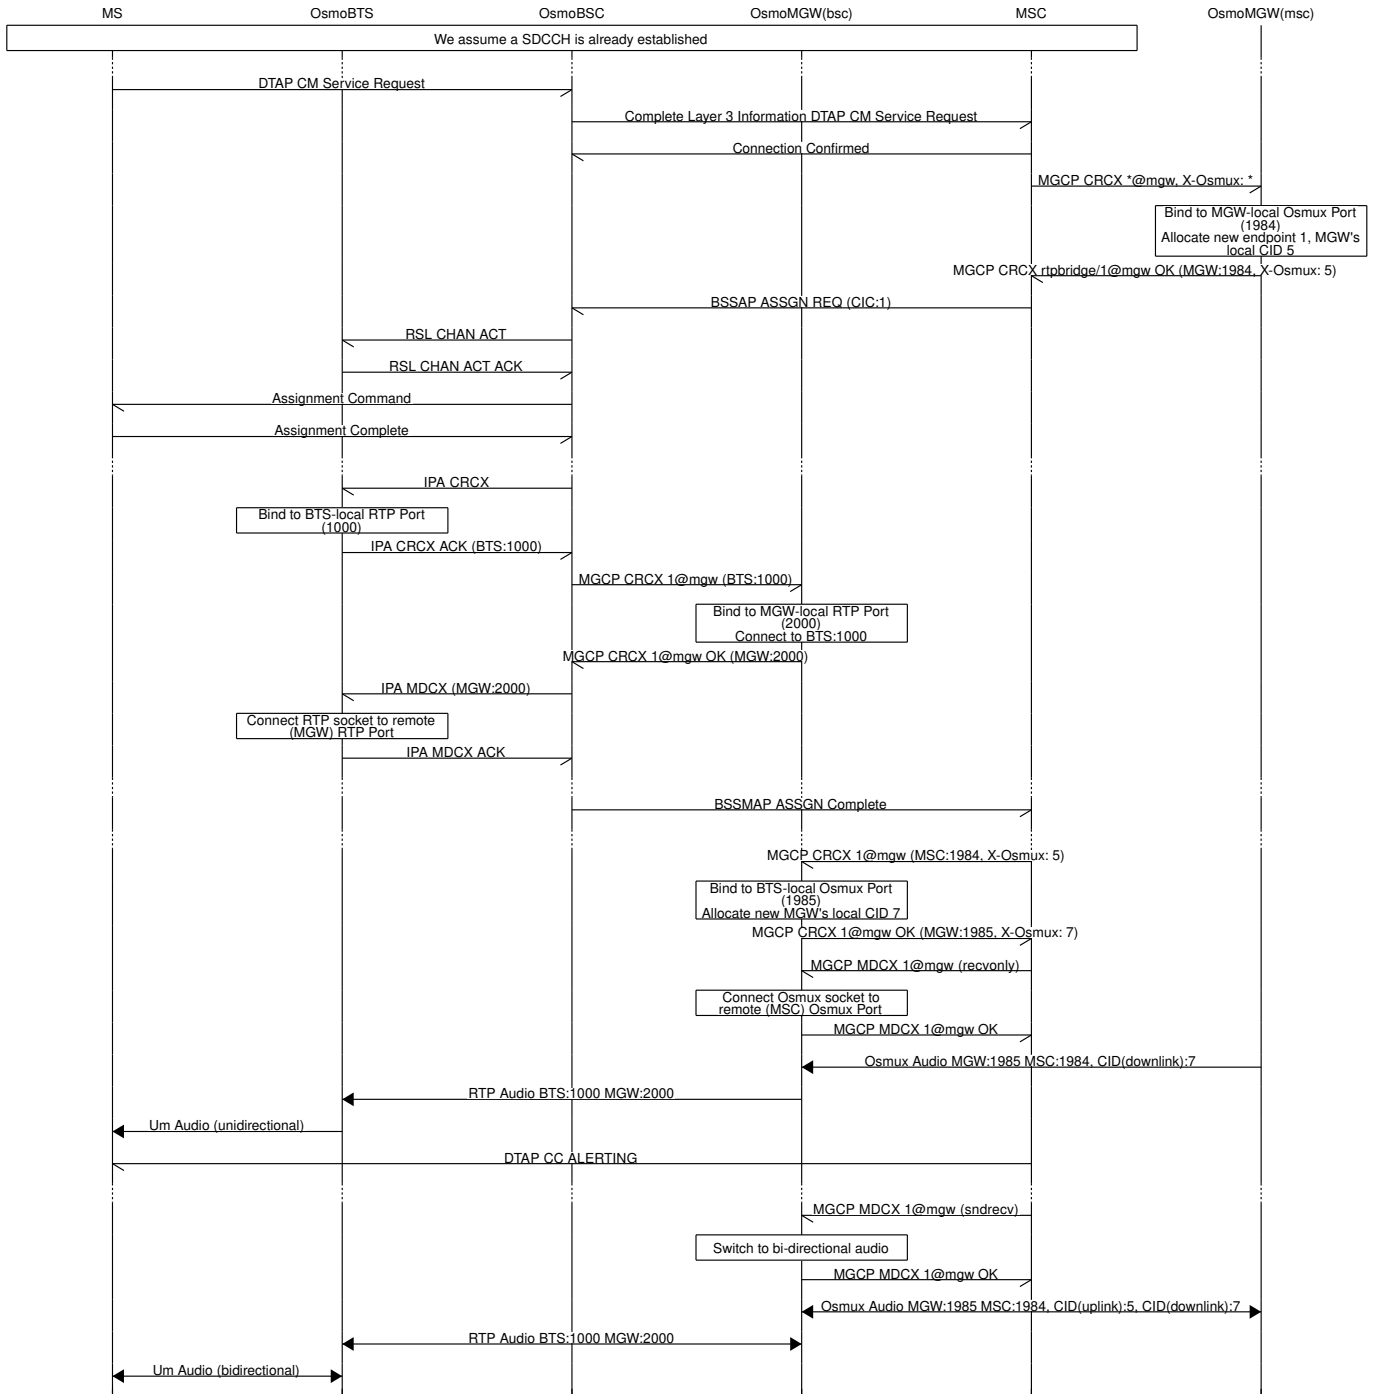 MS OsmoBTS OsmoBSC OsmoMGW(bsc) MSC OsmoMGW(msc)
We assume a SDCCH is already established
DTAP CM Service Request
Complete Layer 3 Information DTAP CM Service Request
Connection Confirmed
MGCP CRCX *@mgw, X-Osmux: *
Bind to MGW-local Osmux Port
(1984)
Allocate new endpoint 1, MGW's
local CID 5
MGCP CRCX rtpbridge/1@mgw OK (MGW:1984, X-Osmux: 5)
BSSAP ASSGN REQ (CIC:1)
RSL CHAN ACT
RSL CHAN ACT ACK
Assignment Command
Assignment Complete
IPA CRCX
Bind to BTS-local RTP Port
(1000)
IPA CRCX ACK (BTS:1000)
MGCP CRCX 1@mgw (BTS:1000)
Bind to MGW-local RTP Port
(2000)
Connect to BTS:1000
MGCP CRCX 1@mgw OK (MGW:2000)
IPA MDCX (MGW:2000)
Connect RTP socket to remote
(MGW) RTP Port
IPA MDCX ACK
BSSMAP ASSGN Complete
MGCP CRCX 1@mgw (MSC:1984, X-Osmux: 5)
Bind to BTS-local Osmux Port
(1985)
Allocate new MGW's local CID 7
MGCP CRCX 1@mgw OK (MGW:1985, X-Osmux: 7)
MGCP MDCX 1@mgw (recvonly)
Connect Osmux socket to
remote (MSC) Osmux Port
MGCP MDCX 1@mgw OK
Osmux Audio MGW:1985 MSC:1984, CID(downlink):7
RTP Audio BTS:1000 MGW:2000
Um Audio (unidirectional)
DTAP CC ALERTING
MGCP MDCX 1@mgw (sndrecv)
Switch to bi-directional audio
MGCP MDCX 1@mgw OK
Osmux Audio MGW:1985 MSC:1984, CID(uplink):5, CID(downlink):7
RTP Audio BTS:1000 MGW:2000
Um Audio (bidirectional)